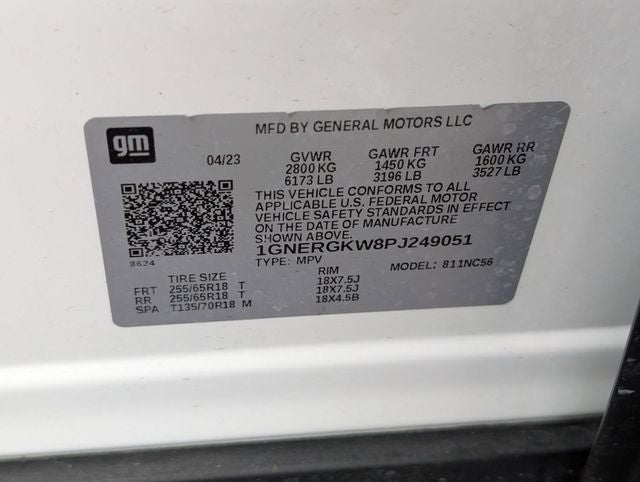 gm
MFD BY GENERAL MOTORS LLC
04/23 GVWR GAWR FRT GAWR RR
2800 KG 1450 KG 1600 KG
6173 LB 3196 LB 3527 LB
THIS VEHICLE CONFORMS TO ALL
APPLICABLE U.S. FEDERAL MOTOR
VEHICLE SAFETY STANDARDS IN EFFECT
ON THE DATE OF MANUFACTURE
SHOWN ABOVE.
1GNERGKW8PJ249051
8624 TYPE: MPV MODEL: 811NC56
TIRE SIZE RIM
FRT 255/65R18 T 18X7.5J
RR 255/65R18 T 18X7.5J
SPA T135/70R18 M 18X4.5B